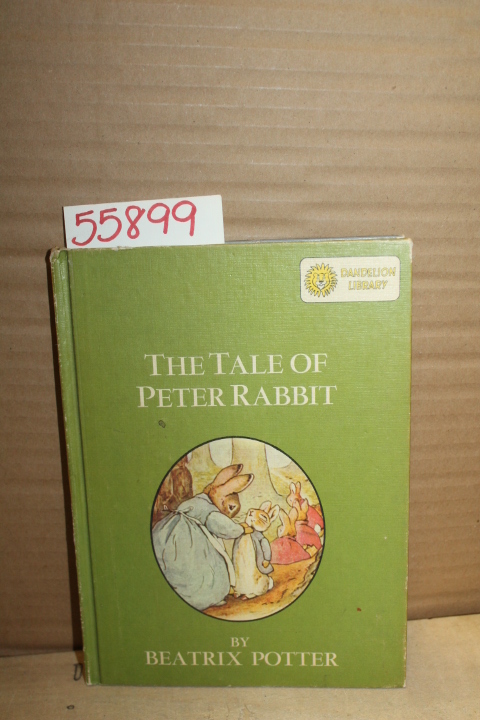 55899
DANDELION
LIBRARY
THE TALE OF
PETER RABBIT
BY
BEATRIX POTTER